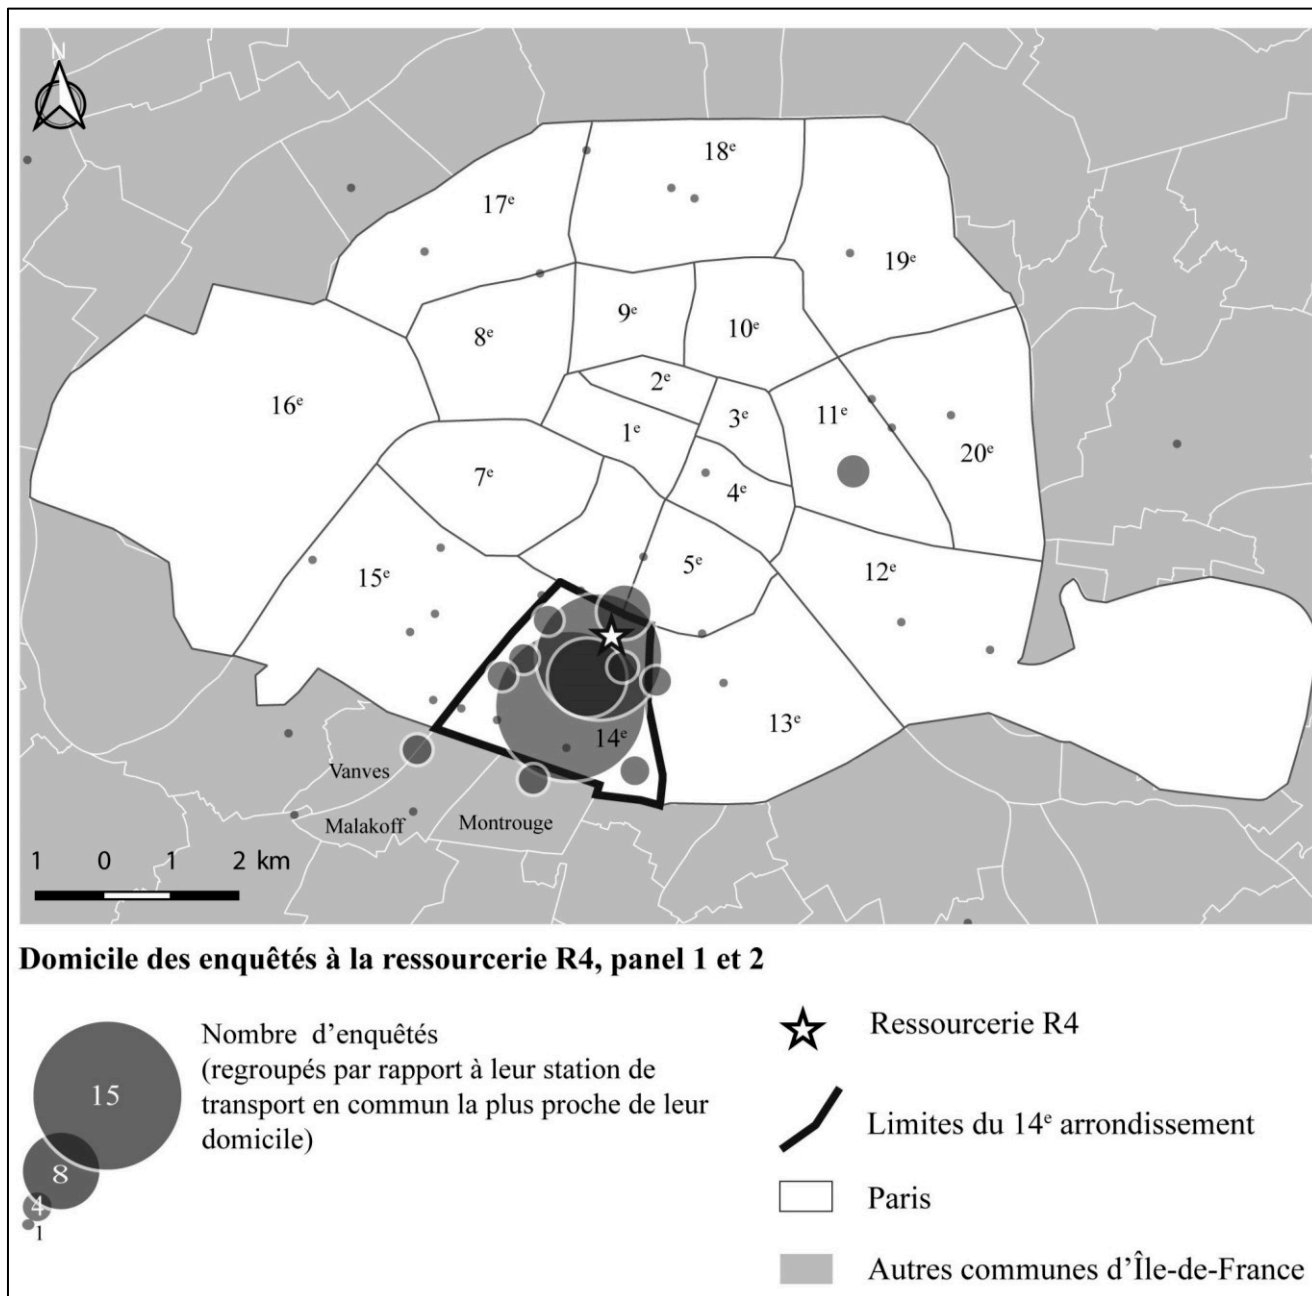 N
18e
17e
19e
9e
10e
8e
2e
16e
3e
11e
1e
20e
7e
4e
5e
12e
15e
13e
14e
Vanves
Malakoff
Montrouge
1 0 1 2 km
Domicile des enquêtés à la ressourcerie R4, panel 1 et 2
15
8
4
1
Nombre d’enquêtés
(regroupés par rapport à leur station de
transport en commun la plus proche de leur
domicile)
Ressourcerie R4
Limites du 14e arrondissement
Paris
Autres communes d’Île-de-France